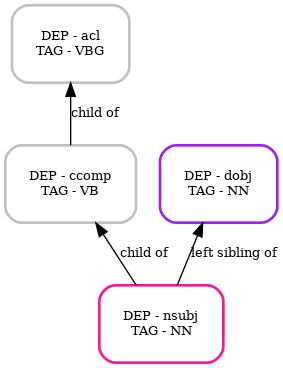 DEP - acl
TAG - VBG
child of
DEP - ccomp
TAG - VB
DEP - dobj
TAG - NN
child of
left sibling of
DEP - nsubj
TAG - NN